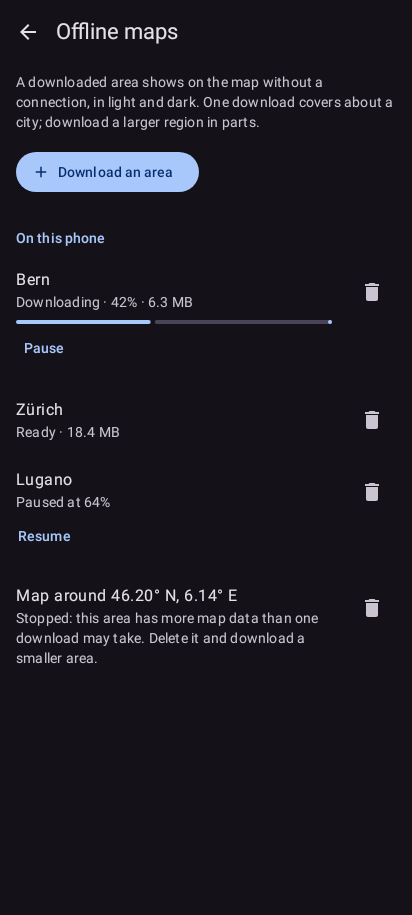 Offline maps
A downloaded area shows on the map without a
connection, in light and dark. One download covers about a
city; download a larger region in parts.
Download an area
On this phone
Bern
Downloading · 42% · 6.3 MB
Pause
Zürich
Ready · 18.4 MB
Lugano
Paused at 64%
Resume
Map around 46.20° N, 6.14° E
Stopped: this area has more map data than one
download may take. Delete it and download a
smaller area.